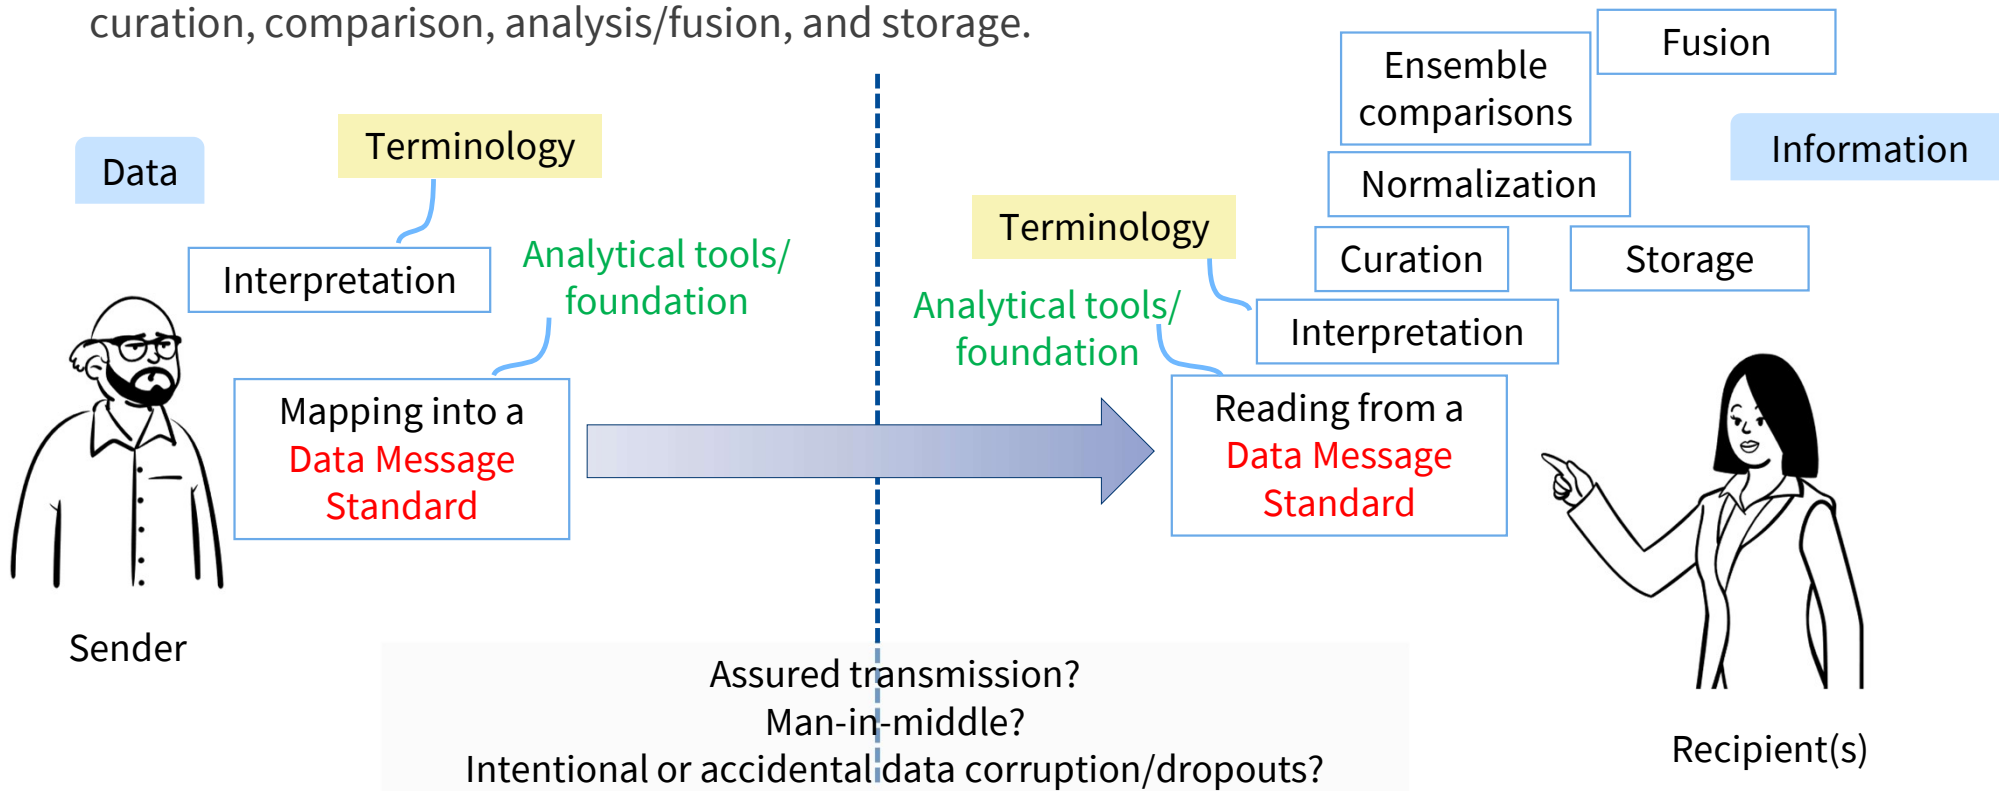 curation, comparison, analysis/fusion, and storage.
Data
Terminology
Interpretation
Analytical tools/
foundation
Mapping into a
Data Message
Standard
Sender
Fusion
Ensemble
comparisons
Information
Normalization
Terminology
Curation
Storage
Analytical tools/
foundation
Interpretation
Reading from a
Data Message
Standard
Recipient(s)
Assured transmission?
Man-in-middle?
Intentional or accidental data corruption/dropouts?